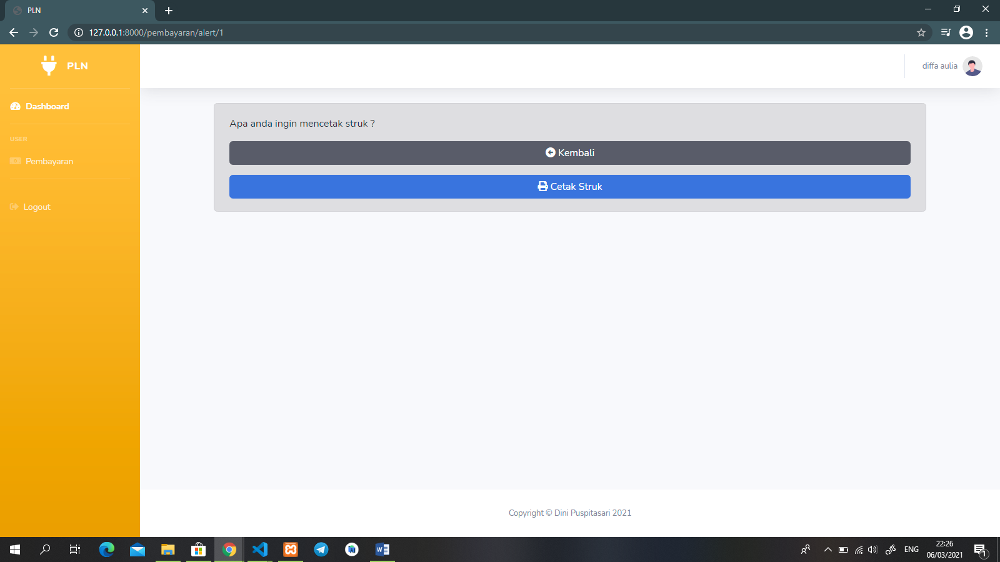 PLN
127.0.0.1:8000/pembayaran/alert/1
PLN
diffa aulia
Dashboard
USER
Pembayaran
Logout
Apa anda ingin mencetak struk ?
Kembali
Cetak Struk
Copyright © Dini Puspitasari 2021
ENG
22:26
06/03/2021
1